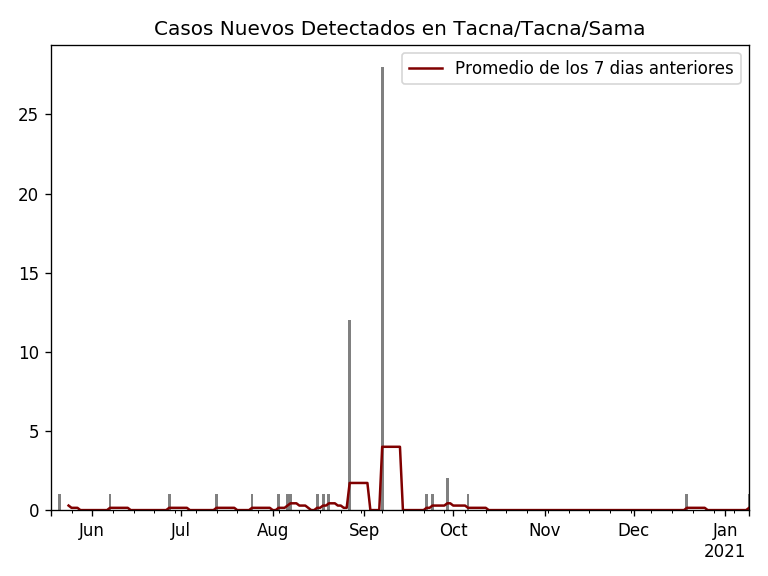 Casos Nuevos Detectados en Tacna/Tacna/Sama
Promedio de los 7 dias anteriores
25
20
15
10
5
0
Jun Jul Aug Sep Oct Nov Dec Jan
2021